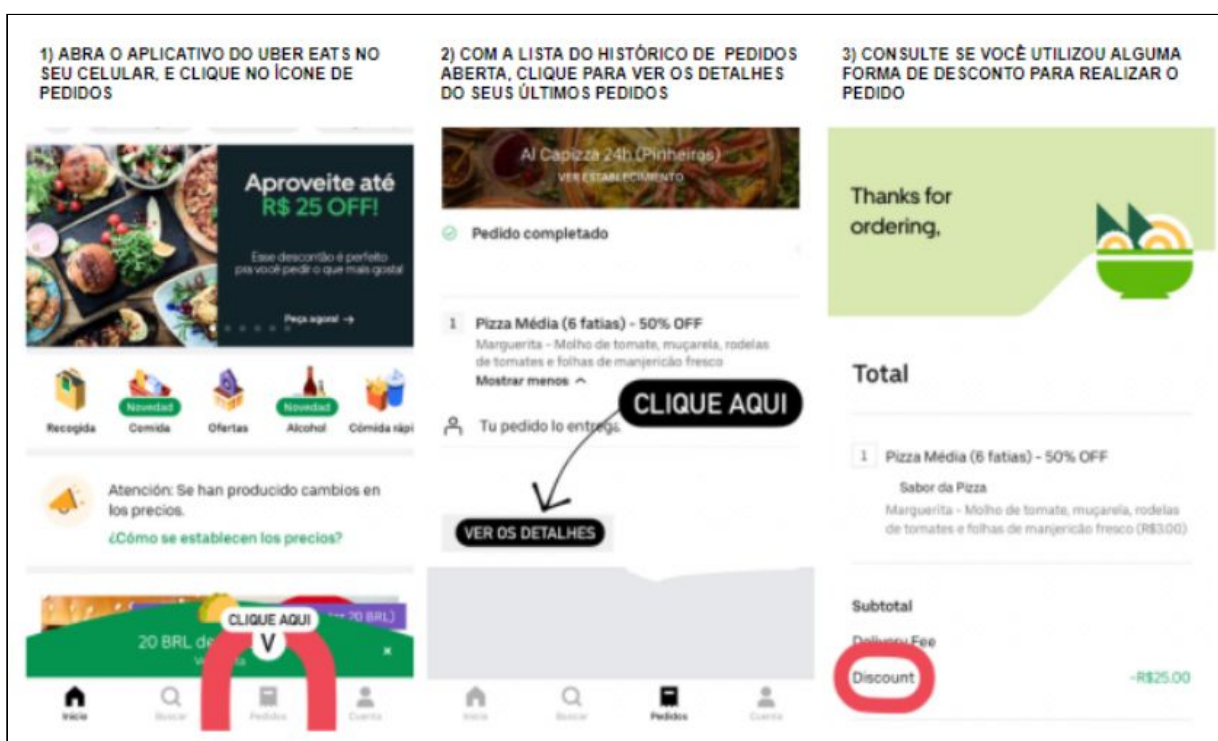 1) ABRA O APLICATIVO DO UBER EATS NO
SEU CELULAR, E CLIQUE NO ÍCONE DE
PEDIDOS
Aproveite até
R$ 25 OFF!
Esse descontão é perfeito
pra você pedir o que mais gosta!
Peça agora! →
Novedad
Novedad
Recogida
Comida
Ofertas
Alcohol
Cómida rápi
Atención: Se han producido cambios en
los precios.
¿Cómo se establecen los precios?
20 BRL)
CLIQUE AQUI
V
20 BRL de
×
Inicio
Buscar
Pedidos
Cuenta
2) COM A LISTA DO HISTÓRICO DE PEDIDOS
ABERTA, CLIQUE PARA VER OS DETALHES
DO SEUS ÚLTIMOS PEDIDOS
Al Capizza 24h (Pinheiros)
VER ESTABLECIMIENTO
Pedido completado
1 Pizza Média (6 fatias) - 50% OFF
Marguerita - Molho de tomate, muçarela, rodelas
de tomates e folhas de manjericão fresco
Mostrar menos
CLIQUE AQUI
Tu pedido lo entrega
VER OS DETALHES
Inicio
Buscar
Pedidos
Cuenta
3) CONSULTE SE VOCÊ UTILIZOU ALGUMA
FORMA DE DESCONTO PARA REALIZAR O
PEDIDO
Thanks for
ordering,
Total
1 Pizza Média (6 fatias) - 50% OFF
Sabor da Pizza
Marguerita - Molho de tomate, muçarela, rodelas
de tomates e folhas de manjericão fresco (R$3.00)
Subtotal
Delivery Fee
Discount -R$25.00